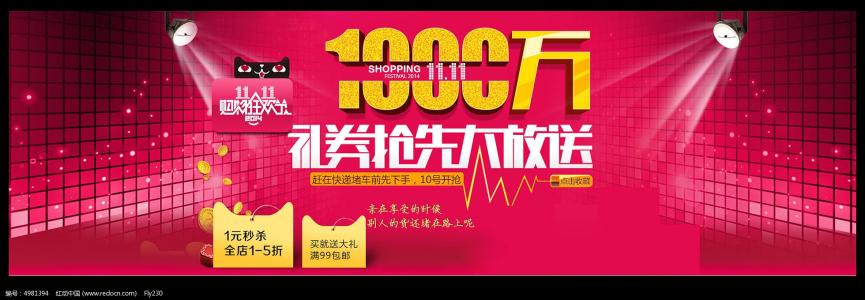 1000万
SHOPPING
FESTIVAL 2014
11.11
11 11
购物狂欢节
2014
礼券抢先大放送
赶在快递堵车前先下手，10号开抢
点击收藏
亲在享受的时候
别人的货还堵在路上呢
1元秒杀
全店1-5折
买就送大礼
满99包邮
编号：4981394 红动中国 (www.redocn.com) Fly230